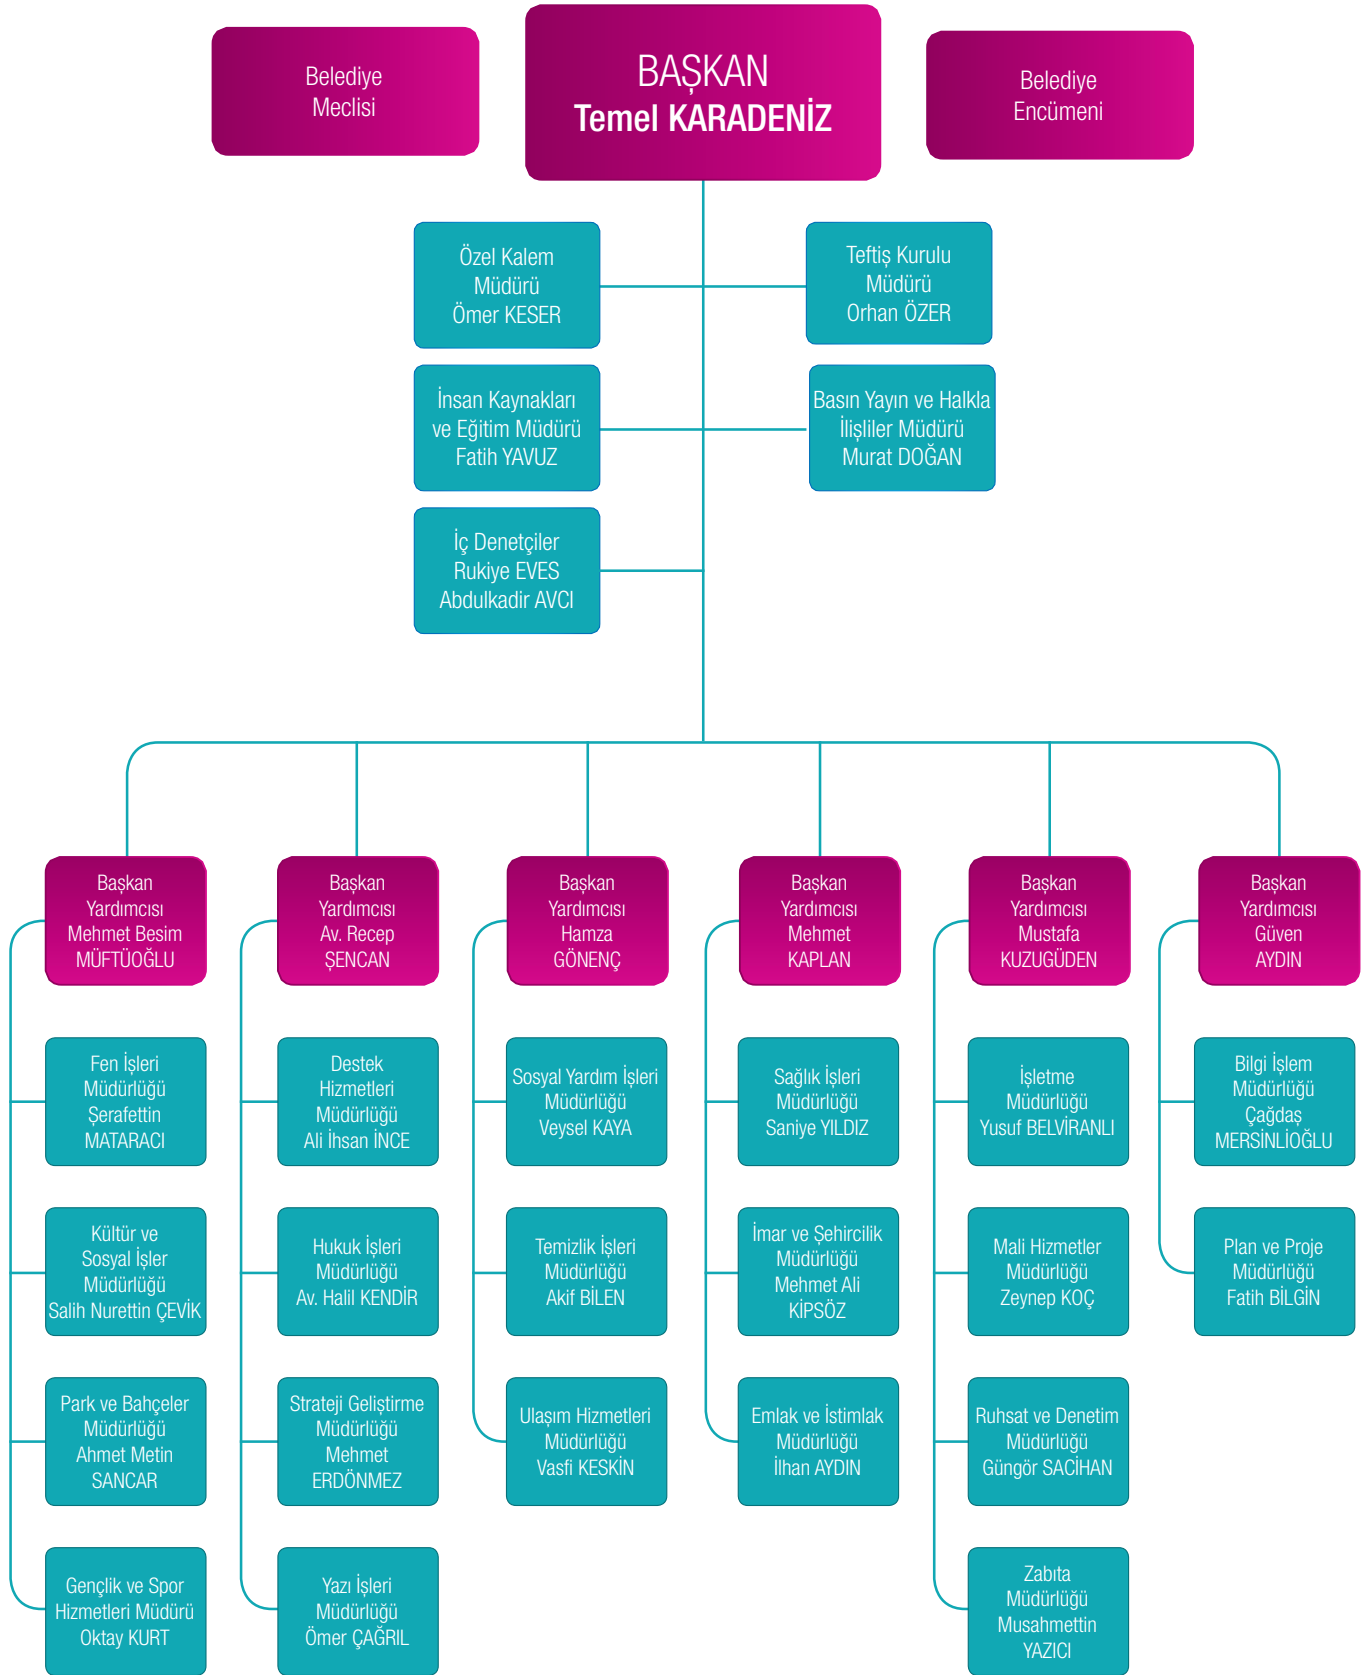 Belediye
Meclisi
BAŞKAN
Temel KARADENİZ
Belediye
Encümeni
Özel Kalem
Müdürü
Ömer KESER
Teftiş Kurulu
Müdürü
Orhan ÖZER
İnsan Kaynakları
ve Eğitim Müdürü
Fatih YAVUZ
Basın Yayın ve Halkla
İlişliler Müdürü
Murat DOĞAN
İç Denetçiler
Rukiye EVES
Abdulkadir AVCI
Başkan
Yardımcısı
Mehmet Besim
MÜFTÜOĞLU
Başkan
Yardımcısı
Av. Recep
ŞENCAN
Başkan
Yardımcısı
Hamza
GÖNENÇ
Başkan
Yardımcısı
Mehmet
KAPLAN
Başkan
Yardımcısı
Mustafa
KUZUGÜDEN
Başkan
Yardımcısı
Güven
AYDIN
Fen İşleri
Müdürlüğü
Şerafettin
MATARACI
Destek
Hizmetleri
Müdürlüğü
Ali İhsan İNCE
Sosyal Yardım İşleri
Müdürlüğü
Veysel KAYA
Sağlık İşleri
Müdürlüğü
Saniye YILDIZ
İşletme
Müdürlüğü
Yusuf BELVİRANLI
Bilgi İşlem
Müdürlüğü
Çağdaş
MERSİNLİOĞLU
Kültür ve
Sosyal İşler
Müdürlüğü
Salih Nurettin ÇEVİK
Hukuk İşleri
Müdürlüğü
Av. Halil KENDİR
Temizlik İşleri
Müdürlüğü
Akif BİLEN
İmar ve Şehircilik
Müdürlüğü
Mehmet Ali
KİPSÖZ
Mali Hizmetler
Müdürlüğü
Zeynep KOÇ
Plan ve Proje
Müdürlüğü
Fatih BİLGİN
Park ve Bahçeler
Müdürlüğü
Ahmet Metin
SANCAR
Strateji Geliştirme
Müdürlüğü
Mehmet
ERDÖNMEZ
Ulaşım Hizmetleri
Müdürlüğü
Vasfi KESKİN
Emlak ve İstimlak
Müdürlüğü
İlhan AYDIN
Ruhsat ve Denetim
Müdürlüğü
Güngör SACİHAN
Gençlik ve Spor
Hizmetleri Müdürü
Oktay KURT
Yazı İşleri
Müdürlüğü
Ömer ÇAĞRIL
Zabıta
Müdürlüğü
Musahmettin
YAZICI